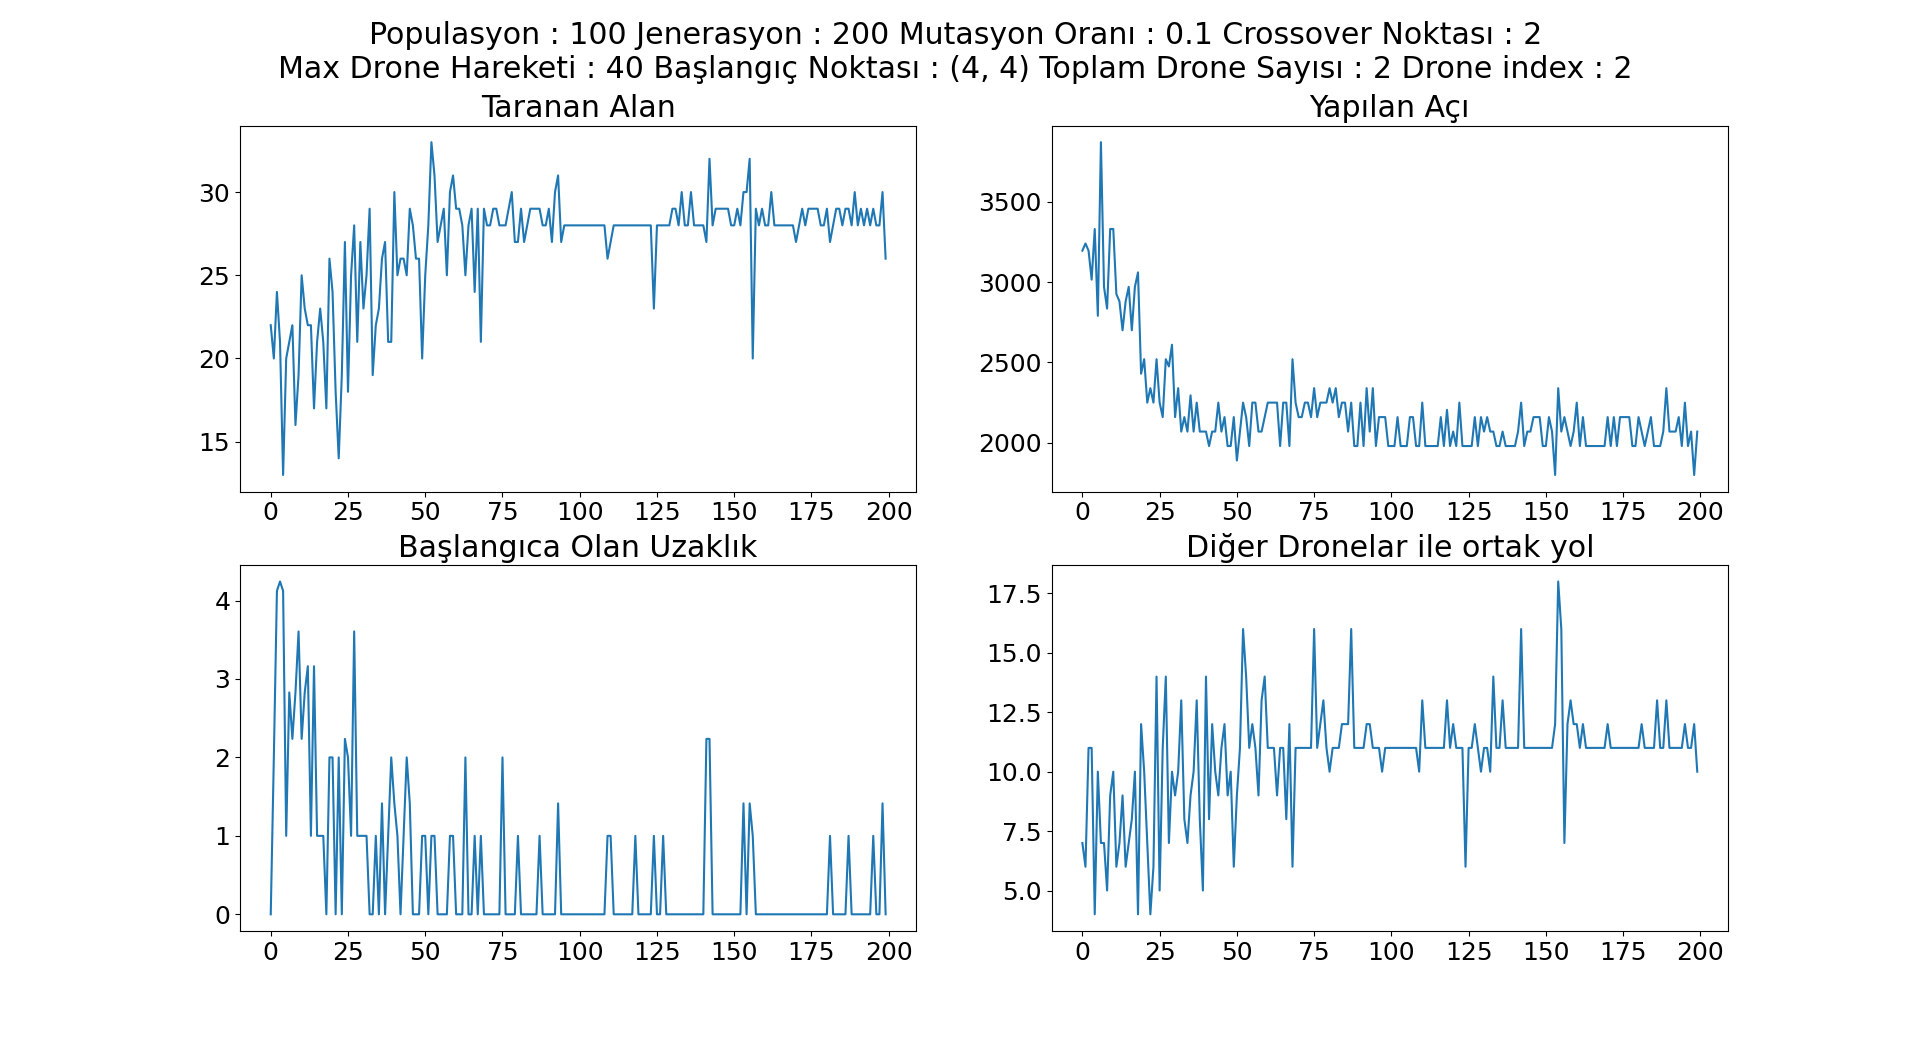 Populasyon : 100 Jenerasyon : 200 Mutasyon Oranı : 0.1 Crossover Noktası : 2
Max Drone Hareketi : 40 Başlangıç Noktası : (4, 4) Toplam Drone Sayısı : 2 Drone index : 2
Taranan Alan
30
25
20
15
0 25 50 75 100 125 150 175 200
Yapılan Açı
3500
3000
2500
2000
0 25 50 75 100 125 150 175 200
Başlangıca Olan Uzaklık
4
3
2
1
0
0 25 50 75 100 125 150 175 200
Diğer Dronelar ile ortak yol
17.5
15.0
12.5
10.0
7.5
5.0
0 25 50 75 100 125 150 175 200